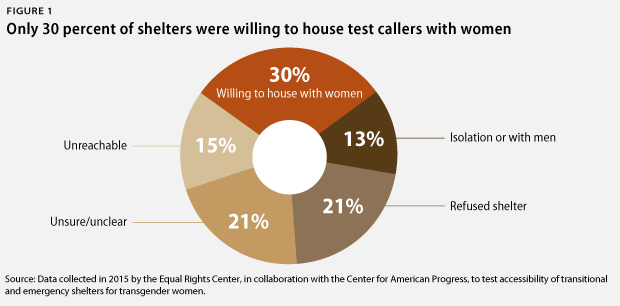 FIGURE 1
Only 30 percent of shelters were willing to house test callers with women
30%
Willing to house with women
13%
Isolation or with men
Unreachable
15%
21%
Refused shelter
Unsure/unclear
21%
Source: Data collected in 2015 by the Equal Rights Center, in collaboration with the Center for American Progress, to test accessibility of transitional
and emergency shelters for transgender women.